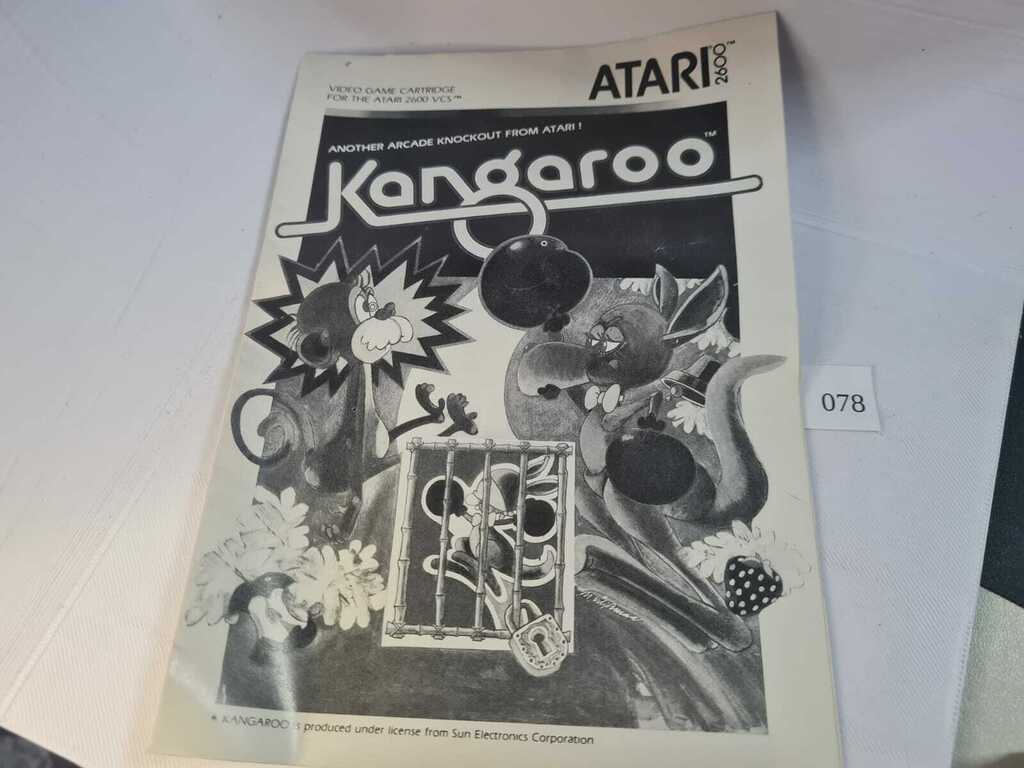 VIDEO GAME CARTRIDGE
FOR THE ATARI 2600 VCS™
ATARI® 2600™
ANOTHER ARCADE KNOCKOUT FROM ATARI!
Kangaroo™
078
* KANGAROO is produced under license from Sun Electronics Corporation